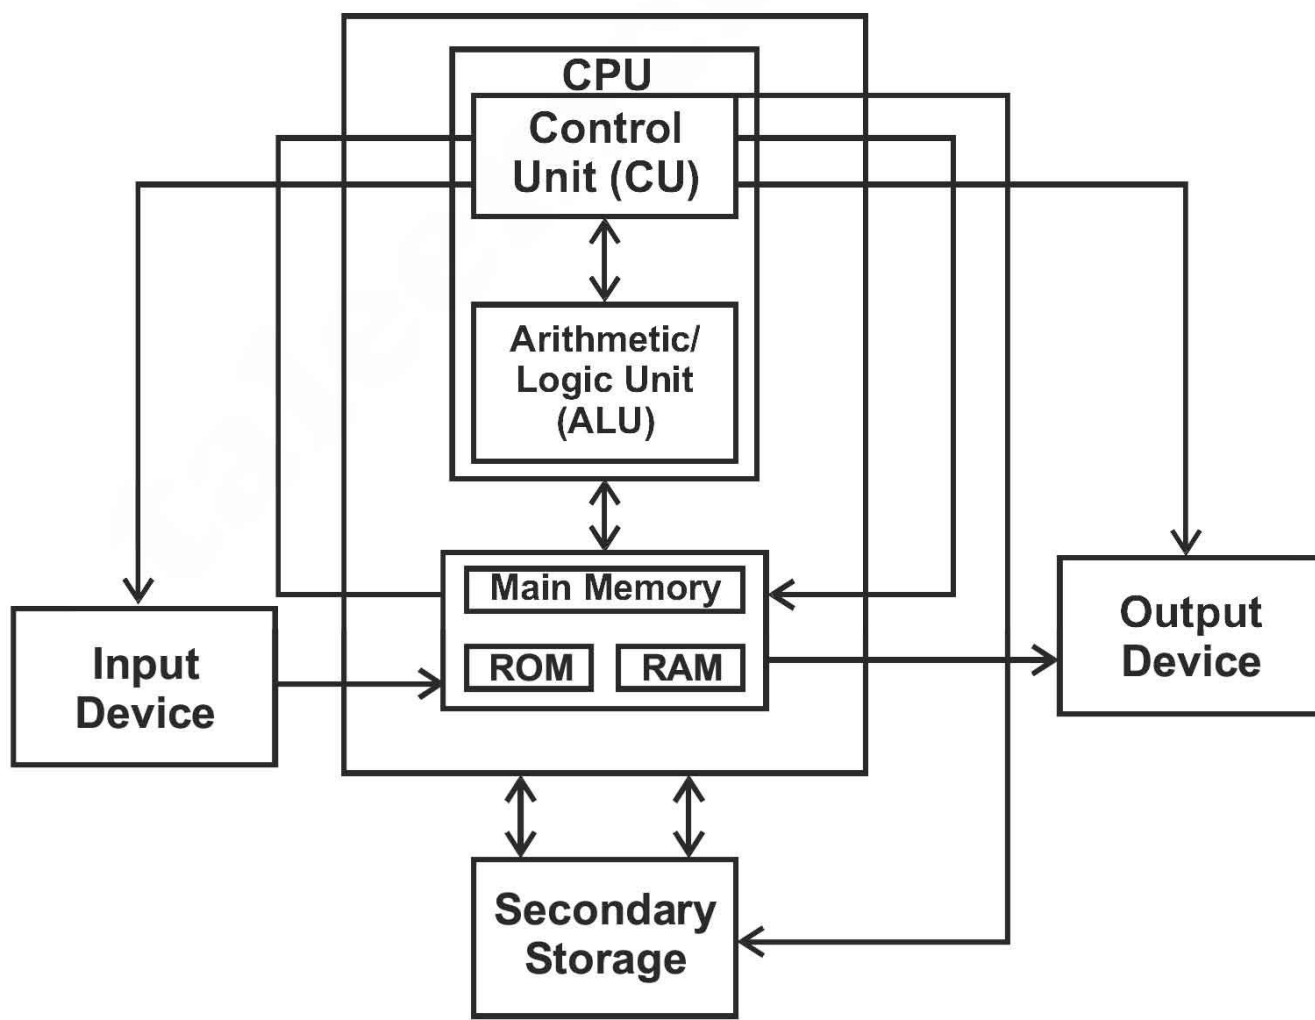 CPU
Control
Unit (CU)
Arithmetic/
Logic Unit
(ALU)
Main Memory
ROM
RAM
Input
Device
Output
Device
Secondary
Storage